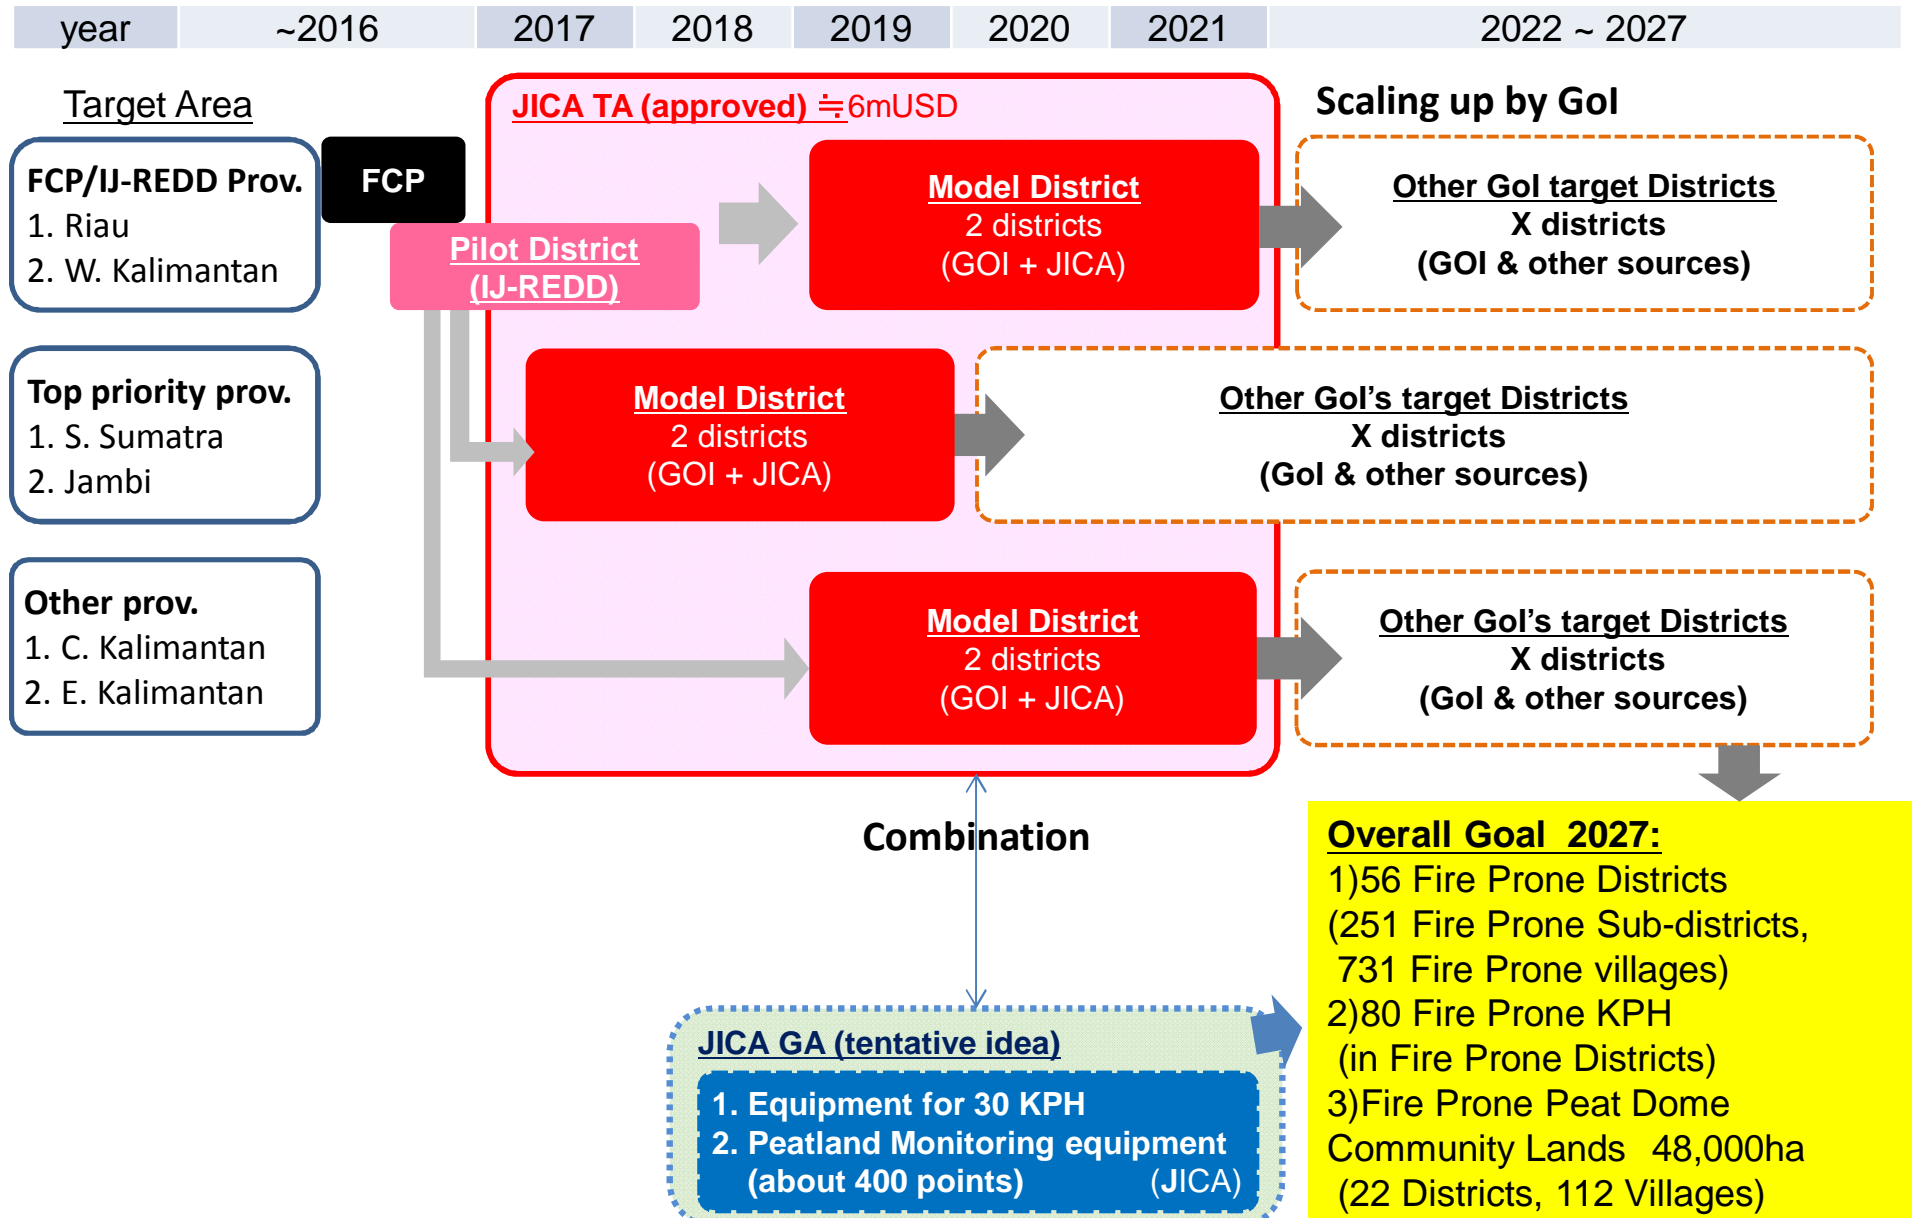 year ~2016 2017 2018 2019 2020 2021 2022 ~ 2027
Target Area
JICA TA (approved) ≒6mUSD
Scaling up by GoI
FCP/IJ-REDD Prov.
1. Riau
2. W. Kalimantan
FCP
Pilot District
(IJ-REDD)
Model District
2 districts
(GOI + JICA)
Other GoI target Districts
X districts
(GOI & other sources)
Top priority prov.
1. S. Sumatra
2. Jambi
Model District
2 districts
(GOI + JICA)
Other GoI's target Districts
X districts
(GoI & other sources)
Other prov.
1. C. Kalimantan
2. E. Kalimantan
Model District
2 districts
(GOI + JICA)
Other GoI's target Districts
X districts
(GoI & other sources)
Combination
JICA GA (tentative idea)
1. Equipment for 30 KPH
2. Peatland Monitoring equipment
(about 400 points) (JICA)
Overall Goal 2027:
1)56 Fire Prone Districts
(251 Fire Prone Sub-districts,
731 Fire Prone villages)
2)80 Fire Prone KPH
(in Fire Prone Districts)
3)Fire Prone Peat Dome
Community Lands 48,000ha
(22 Districts, 112 Villages)